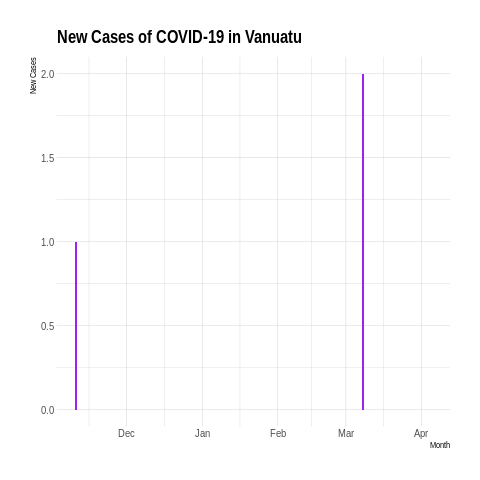 New Cases of COVID-19 in Vanuatu
New Cases
2.0
1.5
1.0
0.5
0.0
Dec Jan Feb Mar Apr
Month